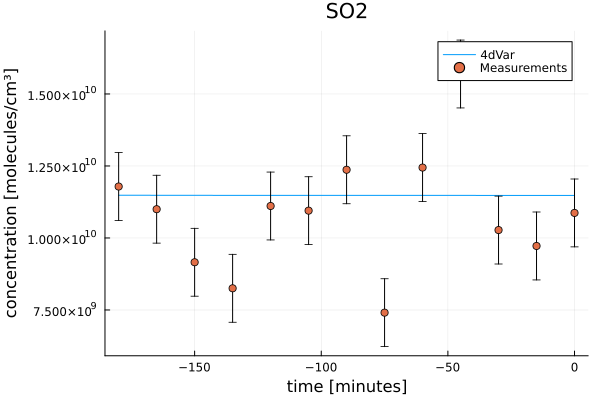 SO2
4dVar
Measurements
concentration [molecules/cm³]
1.500×10¹⁰
1.250×10¹⁰
1.000×10¹⁰
7.500×10⁹
−150
−100
−50
0
time [minutes]